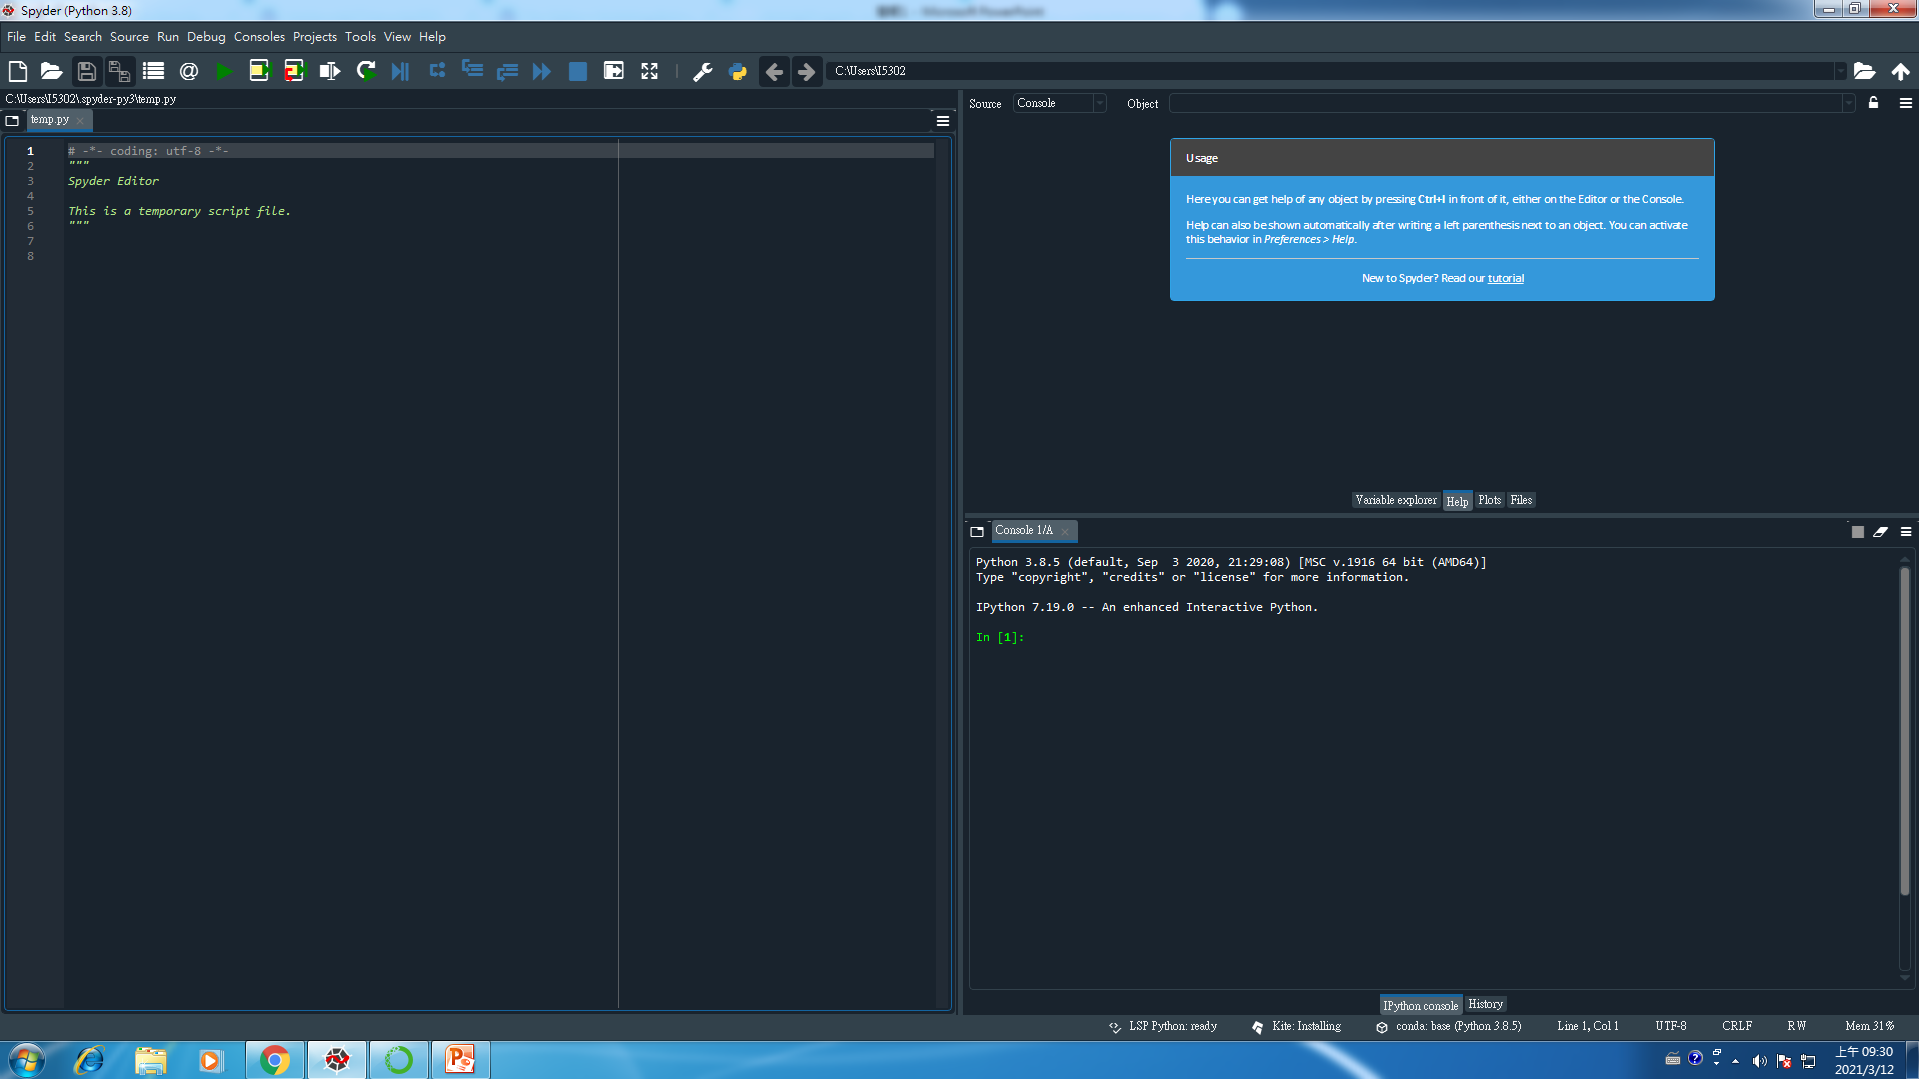 Spyder (Python 3.8)
File Edit Search Source Run Debug Consoles Projects Tools View Help
C:\Users\I5302
C:\Users\I5302\.spyder-py3\temp.py
temp.py
1 # -*- coding: utf-8 -*-
2 """
3 Spyder Editor
4
5 This is a temporary script file.
6 """
7
8
Source Console Object
Usage
Here you can get help of any object by pressing Ctrl+I in front of it, either on the Editor or the Console.
Help can also be shown automatically after writing a left parenthesis next to an object. You can activate
this behavior in Preferences > Help.
New to Spyder? Read our tutorial
Variable explorer Help Plots Files
Console 1/A
Python 3.8.5 (default, Sep  3 2020, 21:29:08) [MSC v.1916 64 bit (AMD64)]
Type "copyright", "credits" or "license" for more information.
IPython 7.19.0 -- An enhanced Interactive Python.
In [1]:
IPython console History
LSP Python: ready Kite: Installing conda: base (Python 3.8.5) Line 1, Col 1 UTF-8 CRLF RW Mem 31%
上午 09:30
2021/3/12